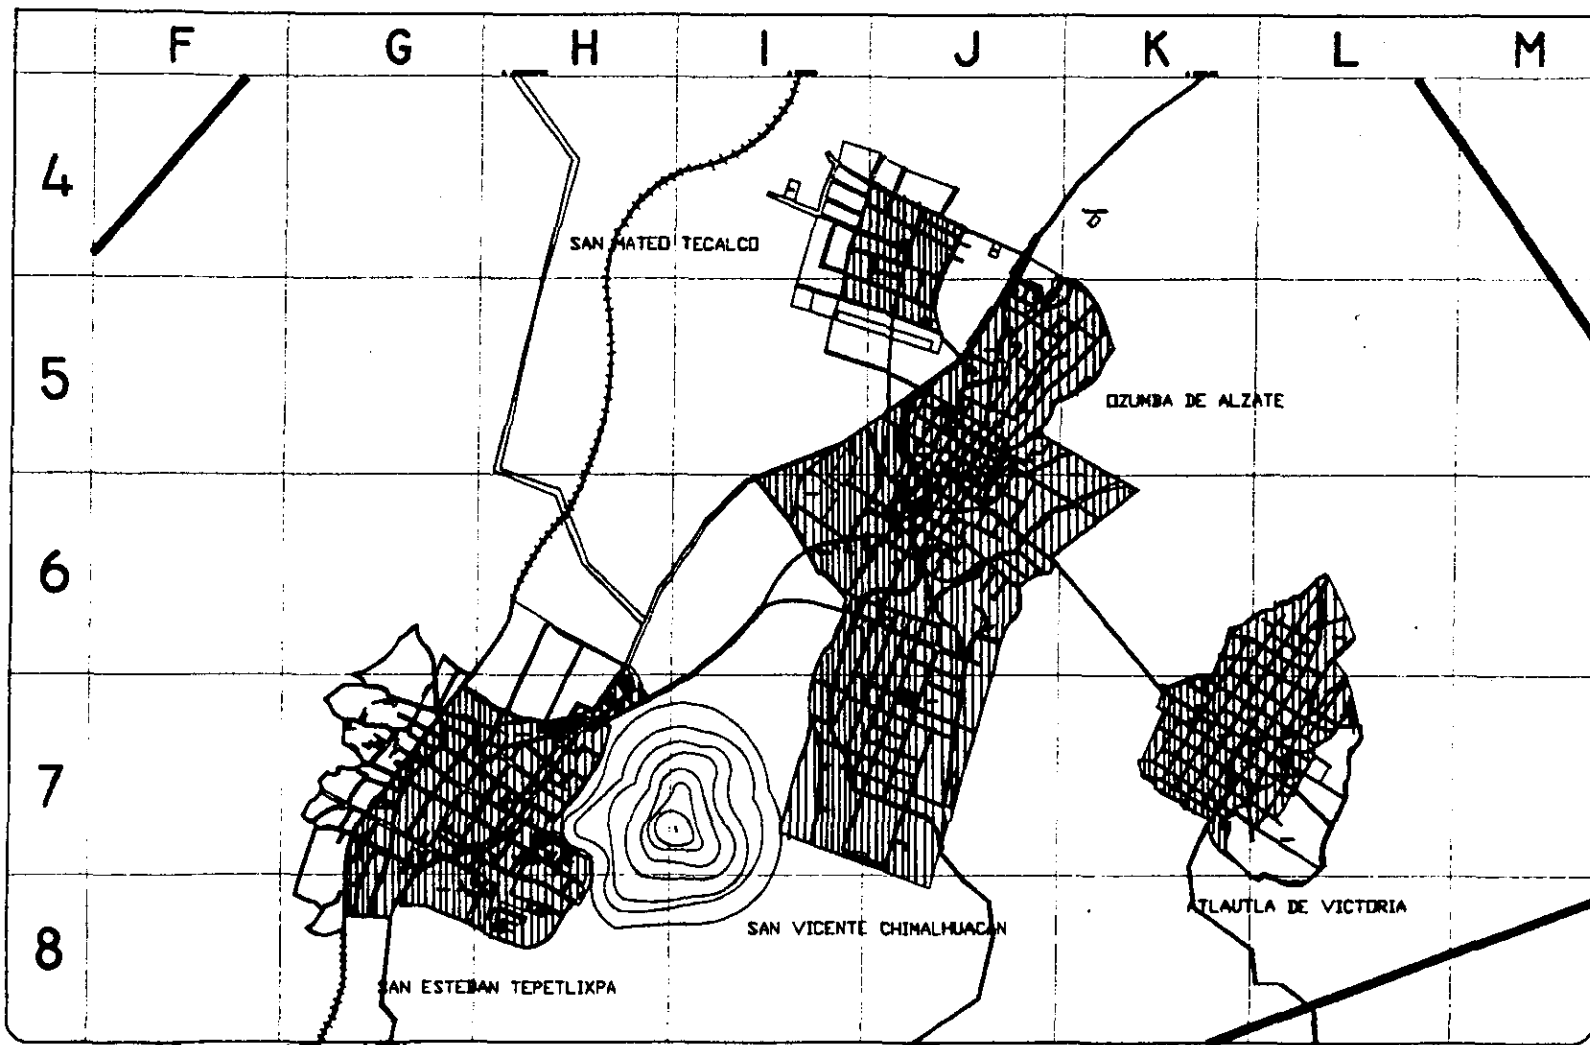 F G H I J K L M
4
SAN MATEO TECALCO
5
OZUMBA DE ALZATE
6
7
ATLAUTLA DE VICTORIA
SAN VICENTE CHIMALHUACAN
8
SAN ESTEBAN TEPETLIXPA